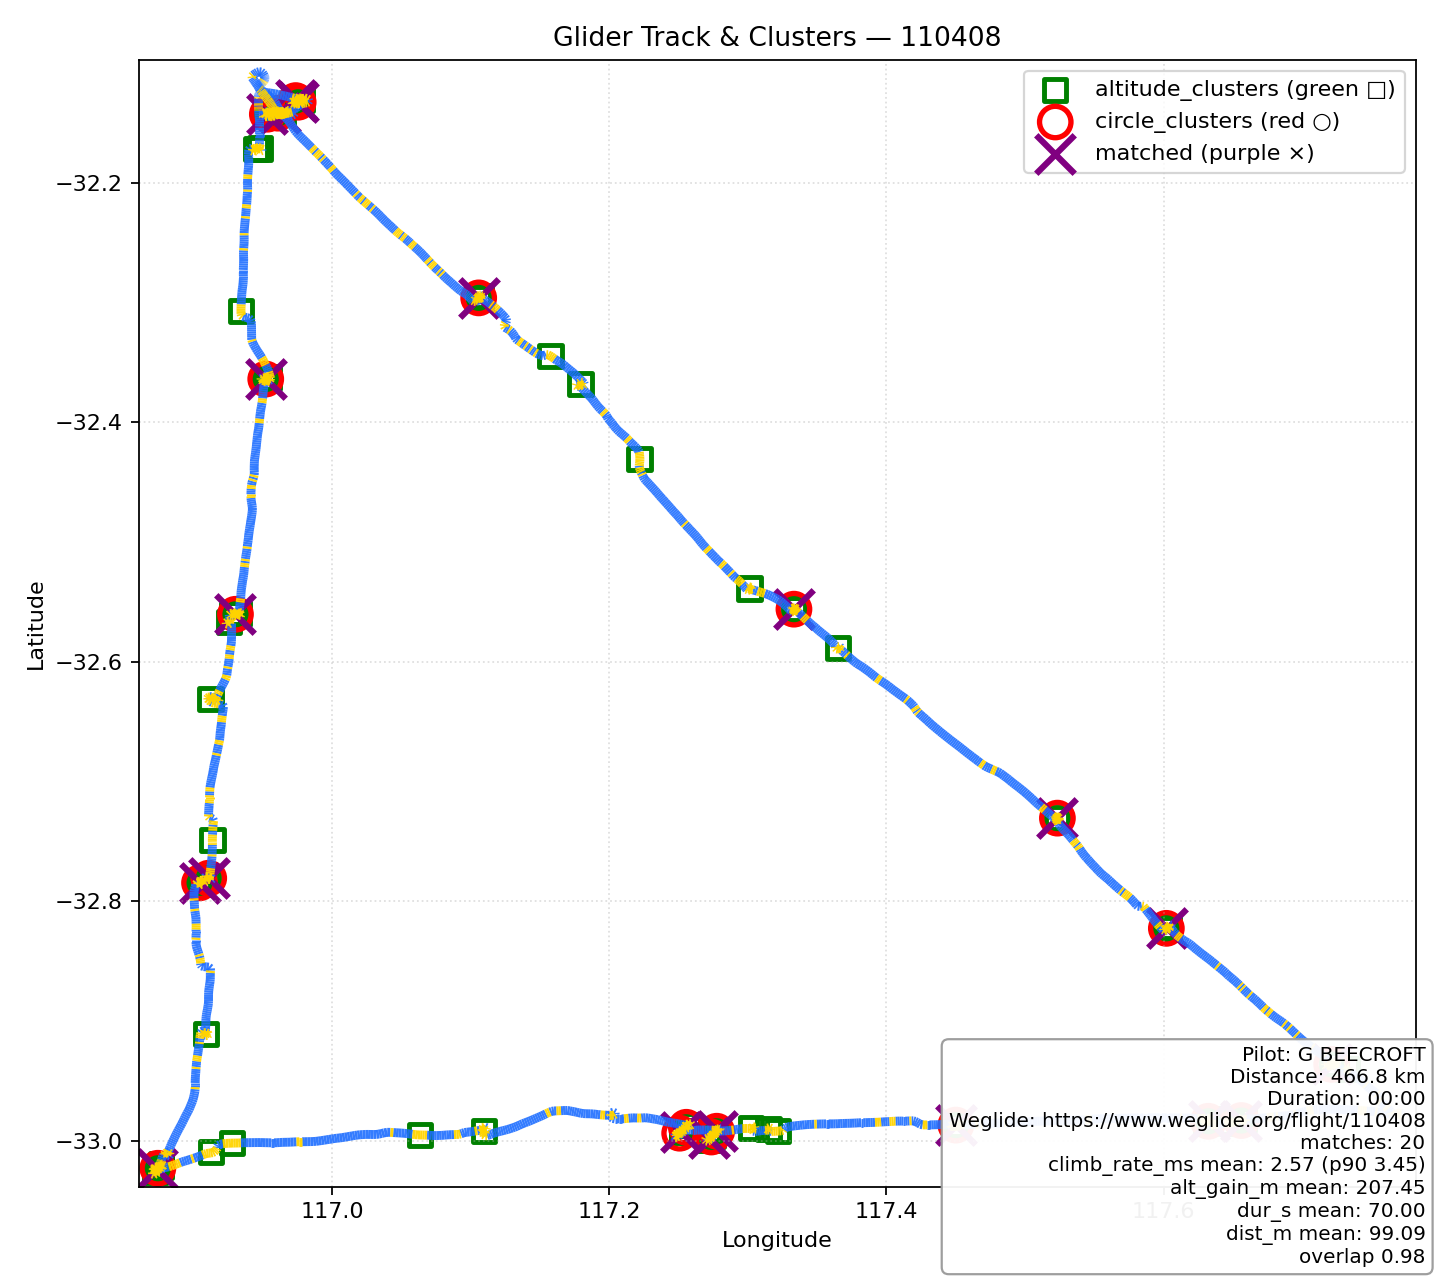 Glider Track & Clusters — 110408
altitude_clusters (green □)
circle_clusters (red ○)
matched (purple ×)
−32.2
−32.4
−32.6
−32.8
−33.0
Latitude
117.0
117.2
117.4
117.6
Longitude
Pilot: G BEECROFT
Distance: 466.8 km
Duration: 00:00
Weglide: https://www.weglide.org/flight/110408
matches: 20
climb_rate_ms mean: 2.57 (p90 3.45)
alt_gain_m mean: 207.45
dur_s mean: 70.00
dist_m mean: 99.09
overlap 0.98